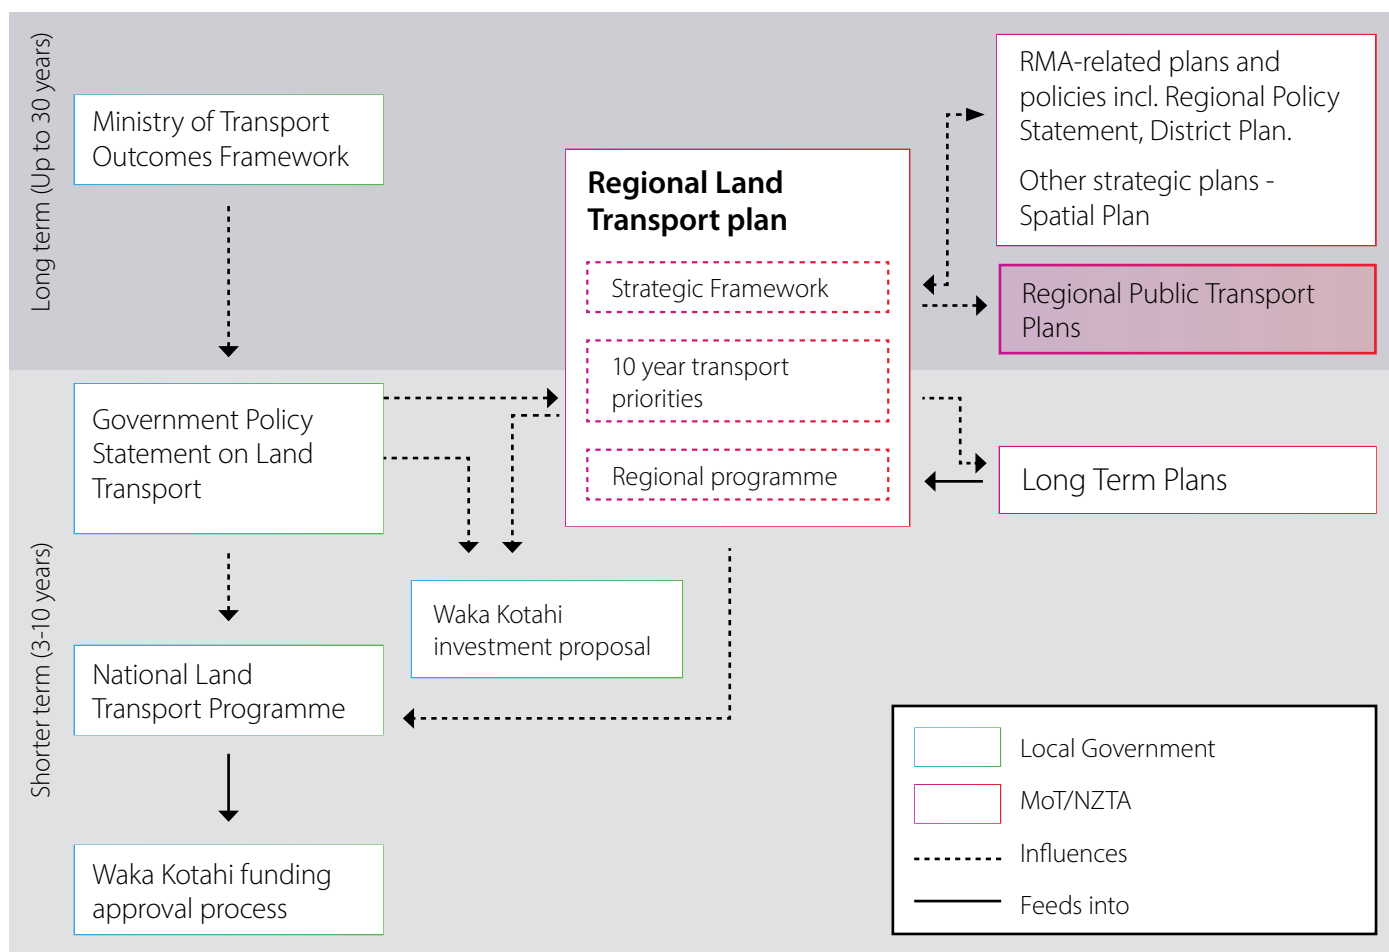 Long term (Up to 30 years)
Ministry of Transport
Outcomes Framework
Regional Land
Transport plan
Strategic Framework
10 year transport
priorities
Regional programme
RMA-related plans and
policies incl. Regional Policy
Statement, District Plan.
Other strategic plans -
Spatial Plan
Regional Public Transport
Plans
Shorter term (3-10 years)
Government Policy
Statement on Land
Transport
Long Term Plans
Waka Kotahi
investment proposal
National Land
Transport Programme
Waka Kotahi funding
approval process
Local Government
MoT/NZTA
Influences
Feeds into